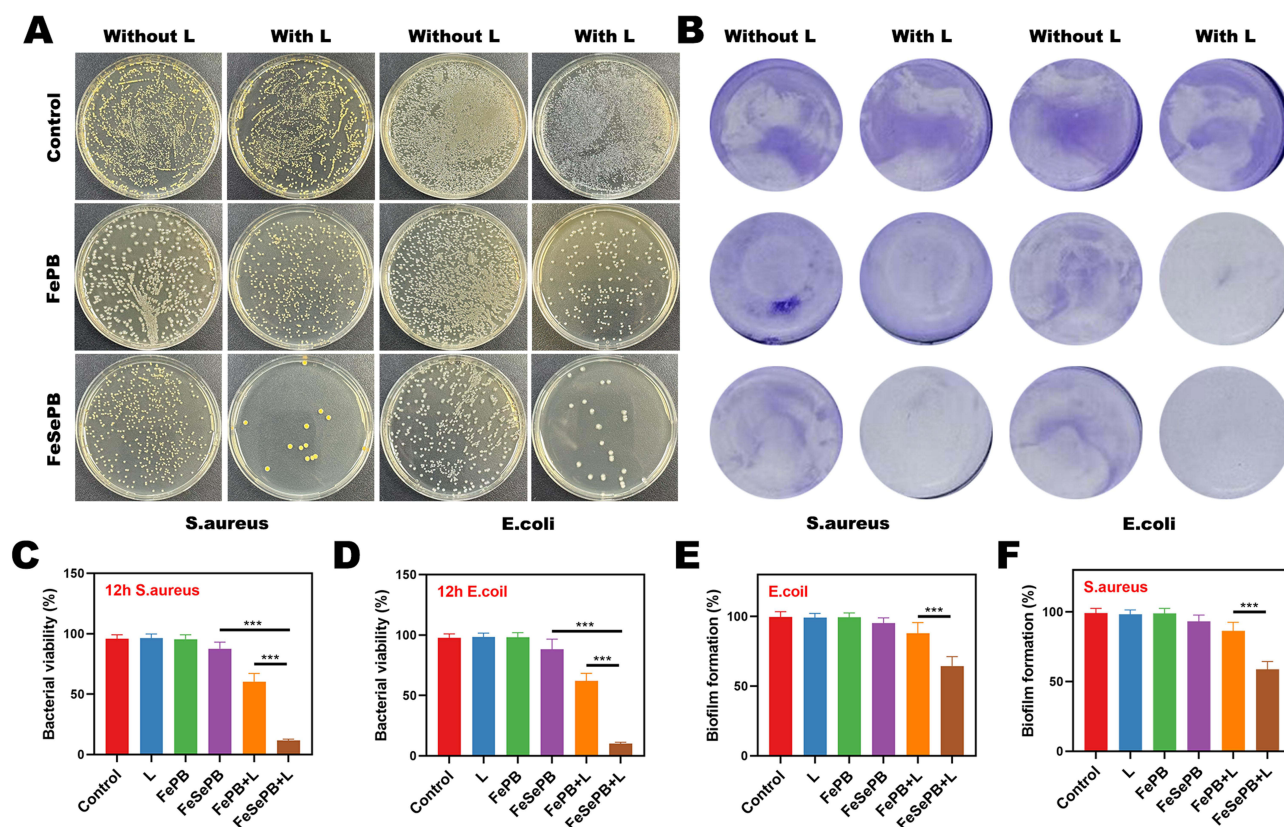 A
Without L
With L
Without L
With L
Control
FePB
FeSePB
S.aureus
E.coli
B
Without L
With L
Without L
With L
S.aureus
E.coli
C
12h S.aureus
Bacterial viability (%)
150
100
50
0
***
***
Control
L
FePB
FeSePB
FePB+L
FeSePB+L
D
12h E.coil
Bacterial viability (%)
150
100
50
0
***
***
Control
L
FePB
FeSePB
FePB+L
FeSePB+L
E
E.coil
Biofilm formation (%)
150
100
50
0
***
Control
L
FePB
FeSePB
FePB+L
FeSePB+L
F
S.aureus
Biofilm formation (%)
150
100
50
0
***
Control
L
FePB
FeSePB
FePB+L
FeSePB+L